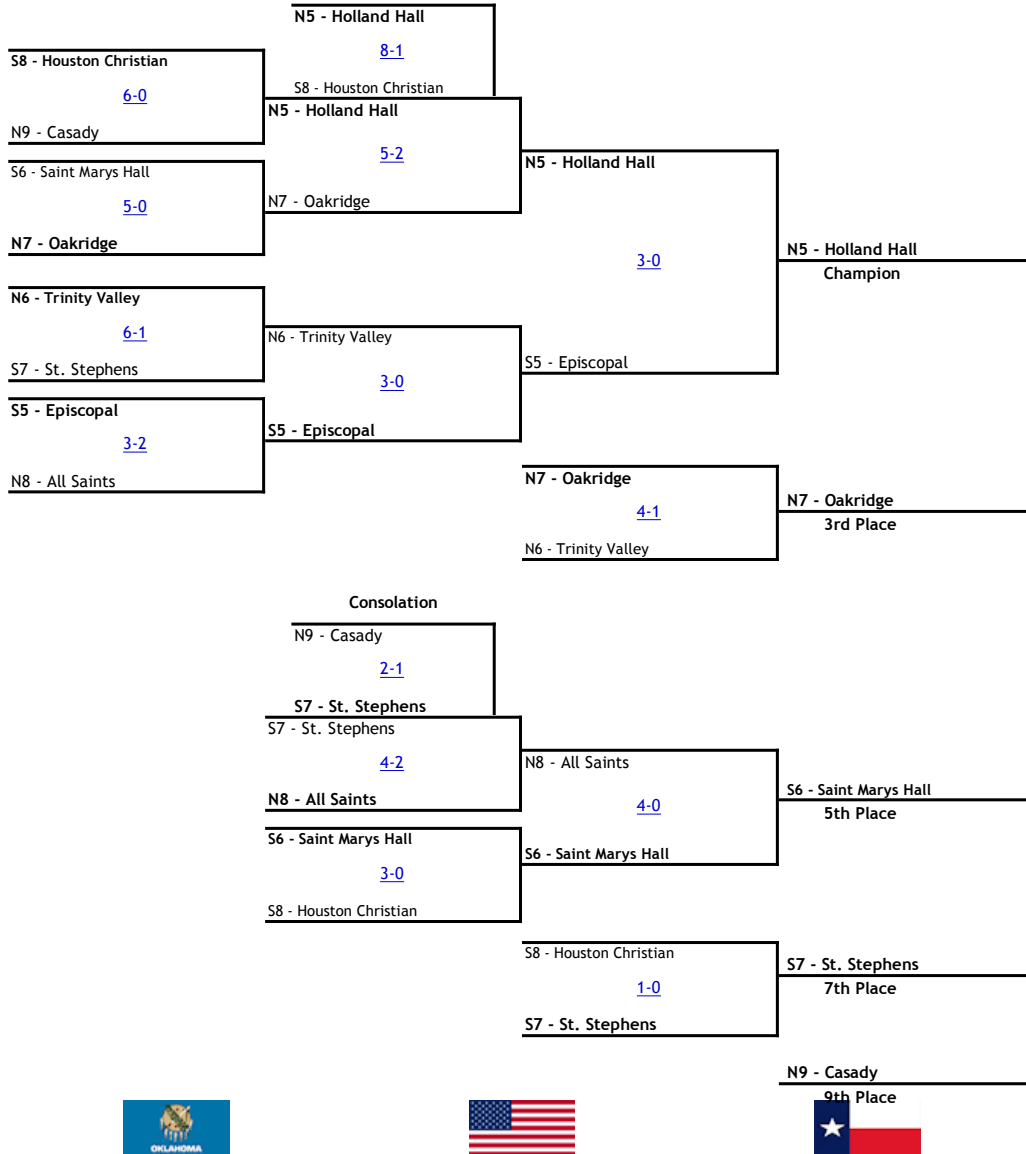 N5 - Holland Hall
8-1
S8 - Houston Christian
S8 - Houston Christian
6-0
N9 - Casady
N5 - Holland Hall
5-2
N7 - Oakridge
S6 - Saint Marys Hall
5-0
N7 - Oakridge
N5 - Holland Hall
3-0
S5 - Episcopal
N5 - Holland Hall
Champion
N6 - Trinity Valley
6-1
S7 - St. Stephens
N6 - Trinity Valley
3-0
S5 - Episcopal
S5 - Episcopal
3-2
N8 - All Saints
N7 - Oakridge
4-1
N6 - Trinity Valley
N7 - Oakridge
3rd Place
Consolation
N9 - Casady
2-1
S7 - St. Stephens
S7 - St. Stephens
4-2
N8 - All Saints
N8 - All Saints
4-0
S6 - Saint Marys Hall
S6 - Saint Marys Hall
5th Place
S6 - Saint Marys Hall
3-0
S8 - Houston Christian
S8 - Houston Christian
1-0
S7 - St. Stephens
S7 - St. Stephens
7th Place
N9 - Casady
9th Place
OKLAHOMA